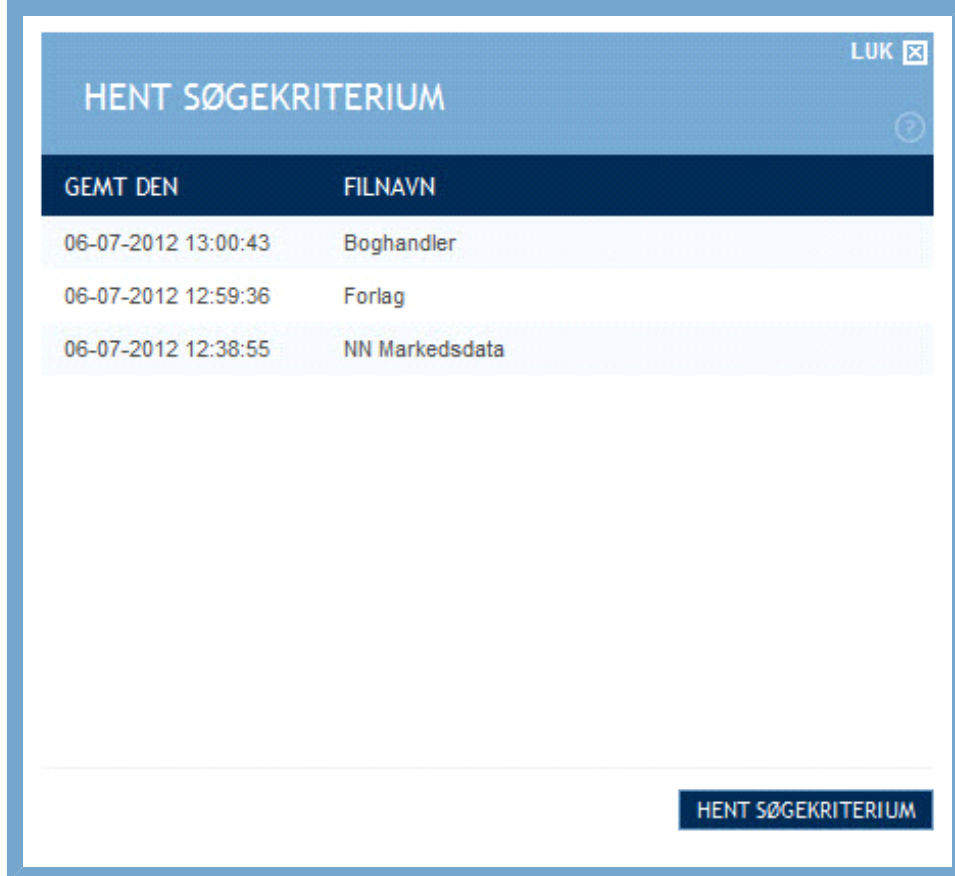 LUK
HENT SØGEKRITERIUM
?
GEMT DEN FILNAVN
06-07-2012 13:00:43 Boghandler
06-07-2012 12:59:36 Forlag
06-07-2012 12:38:55 NN Markedsdata
HENT SØGEKRITERIUM